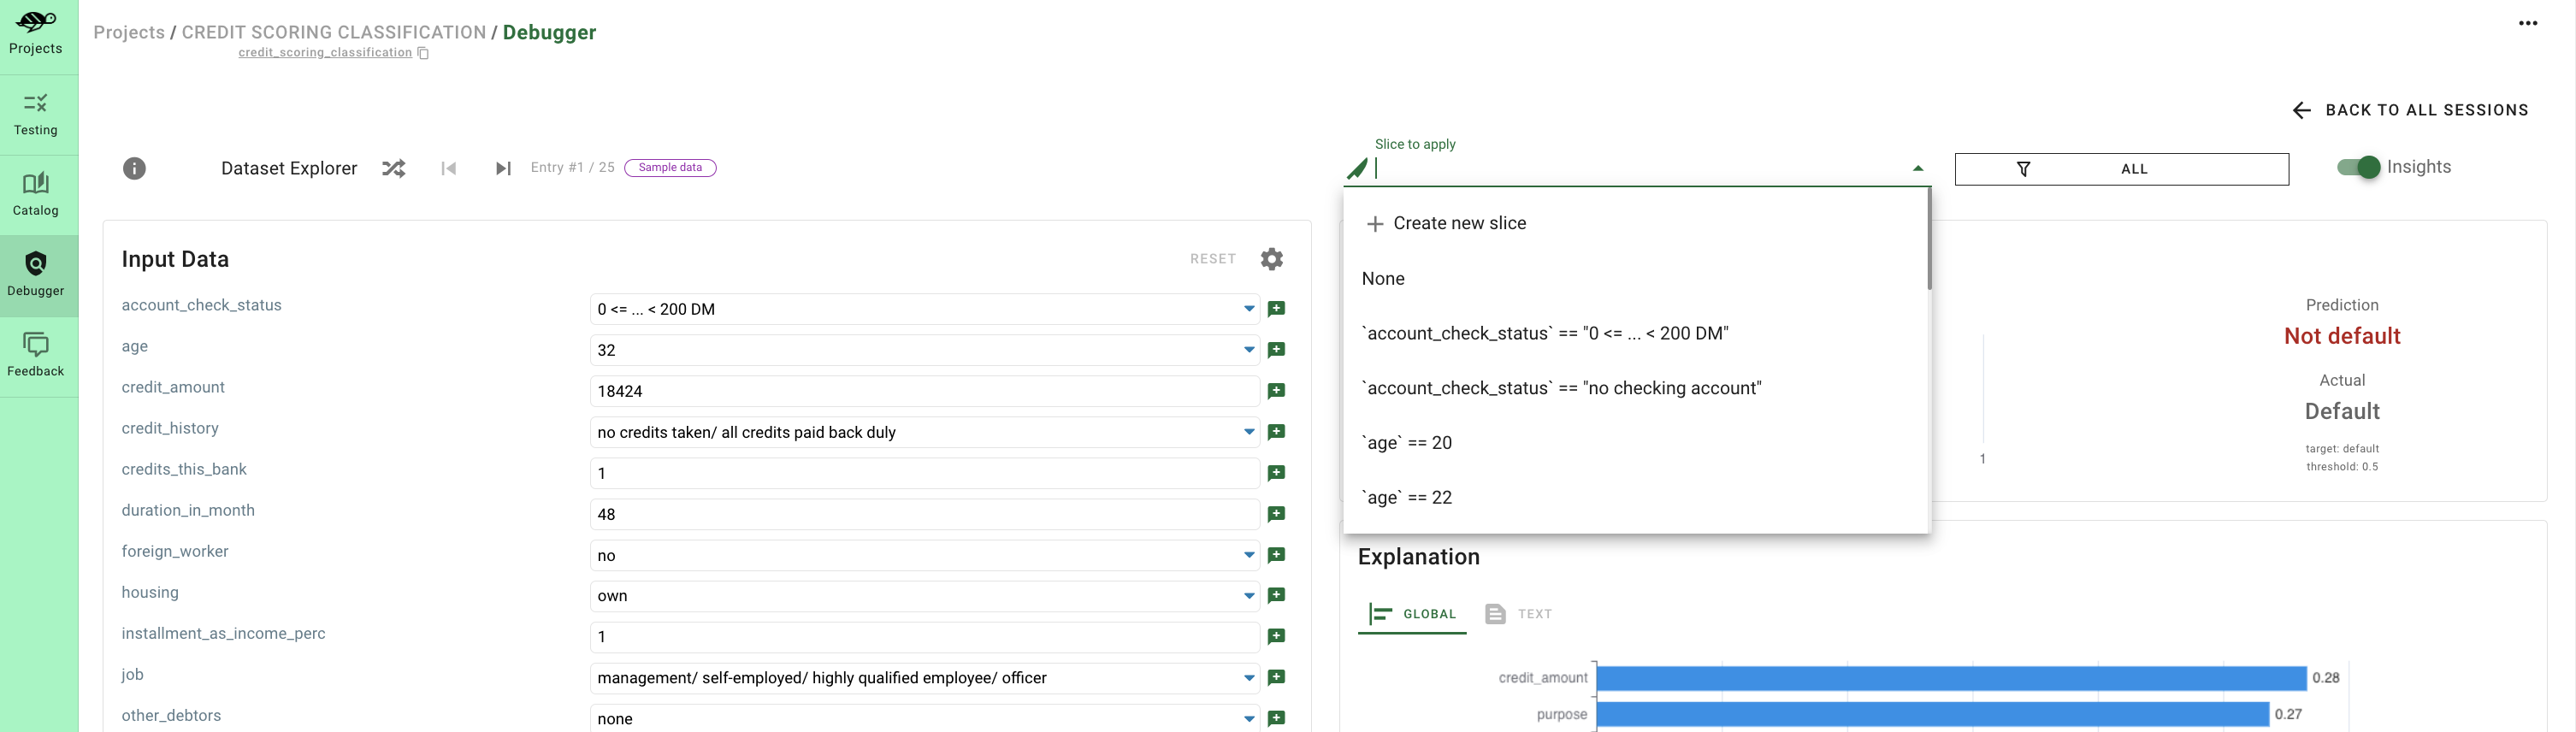 Projects
Testing
Catalog
Debugger
Feedback
Projects / CREDIT SCORING CLASSIFICATION / Debugger
credit_scoring_classification
BACK TO ALL SESSIONS
Dataset Explorer
Entry #1 / 25
Sample data
Slice to apply
ALL
Insights
Input Data
RESET
account_check_status
0 <= ... < 200 DM
age
32
credit_amount
18424
credit_history
no credits taken/ all credits paid back duly
credits_this_bank
1
duration_in_month
48
foreign_worker
no
housing
own
installment_as_income_perc
1
job
management/ self-employed/ highly qualified employee/ officer
other_debtors
none
Create new slice
None
`account_check_status` == "0 <= ... < 200 DM"
`account_check_status` == "no checking account"
`age` == 20
`age` == 22
1
Prediction
Not default
Actual
Default
target: default
threshold: 0.5
Explanation
GLOBAL
TEXT
credit_amount
0.28
purpose
0.27